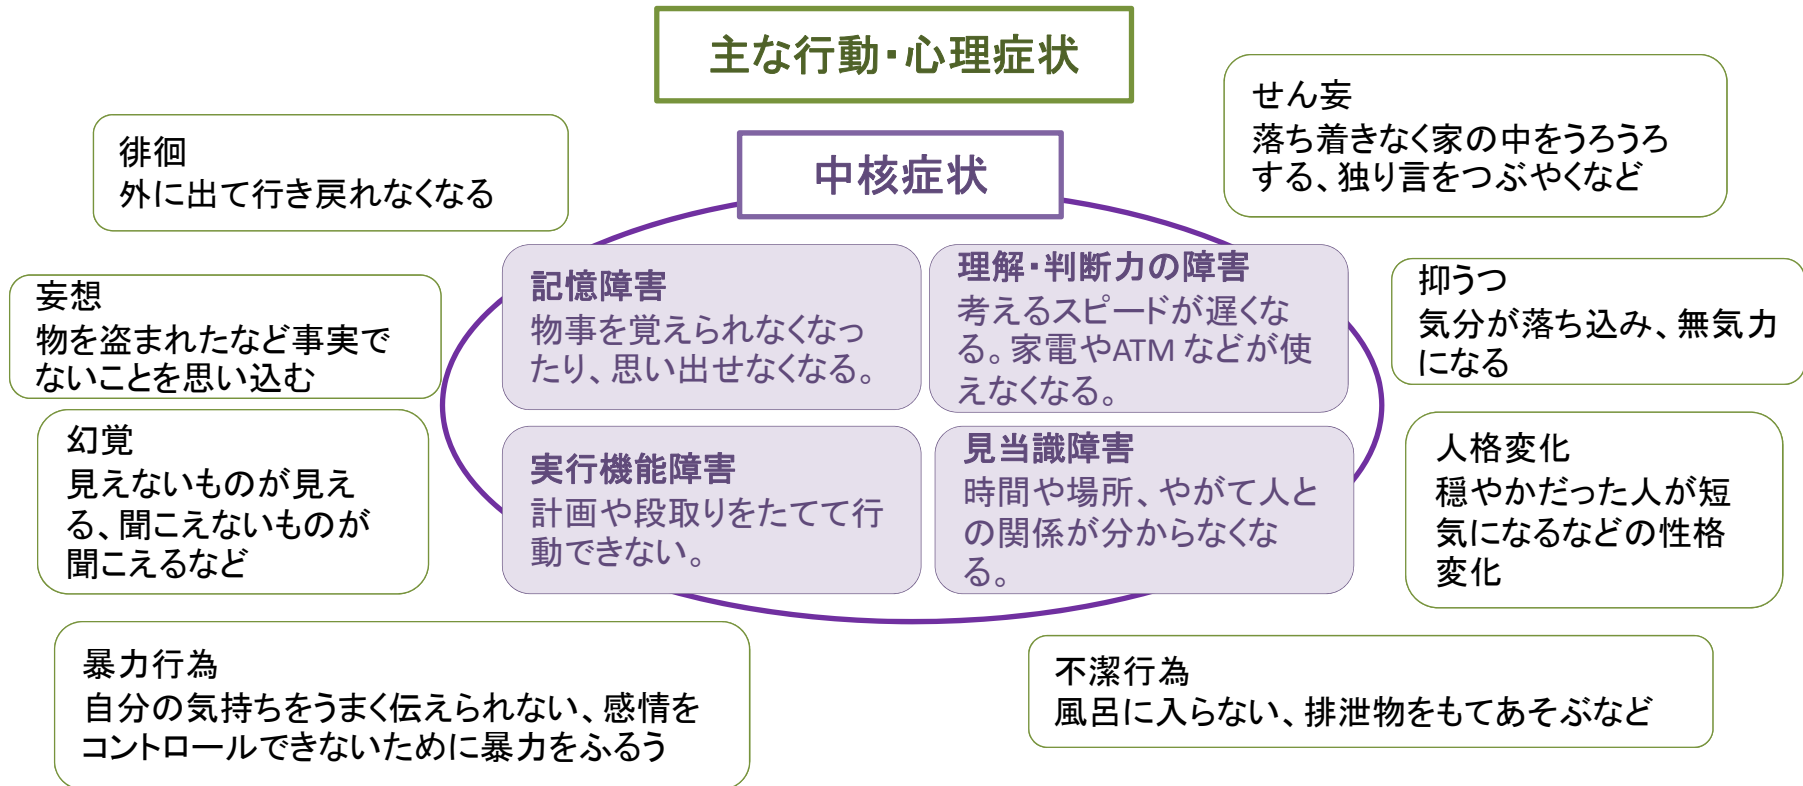 主な行動・心理症状
中核症状
徘徊
外に出て行き戻れなくなる
せん妄
落ち着きなく家の中をうろうろ
する、独り言をつぶやくなど
妄想
物を盗まれたなど事実で
ないことを思い込む
記憶障害
物事を覚えられなくなっ
たり、思い出せなくなる。
理解・判断力の障害
考えるスピードが遅くな
る。家電やATM などが使
えなくなる。
抑うつ
気分が落ち込み、無気力
になる
幻覚
見えないものが見え
る、聞こえないものが
聞こえるなど
実行機能障害
計画や段取りをたてて行
動できない。
見当識障害
時間や場所、やがて人と
の関係が分からなくな
る。
人格変化
穏やかだった人が短
気になるなどの性格
変化
暴力行為
自分の気持ちをうまく伝えられない、感情を
コントロールできないために暴力をふるう
不潔行為
風呂に入らない、排泄物をもてあそぶなど